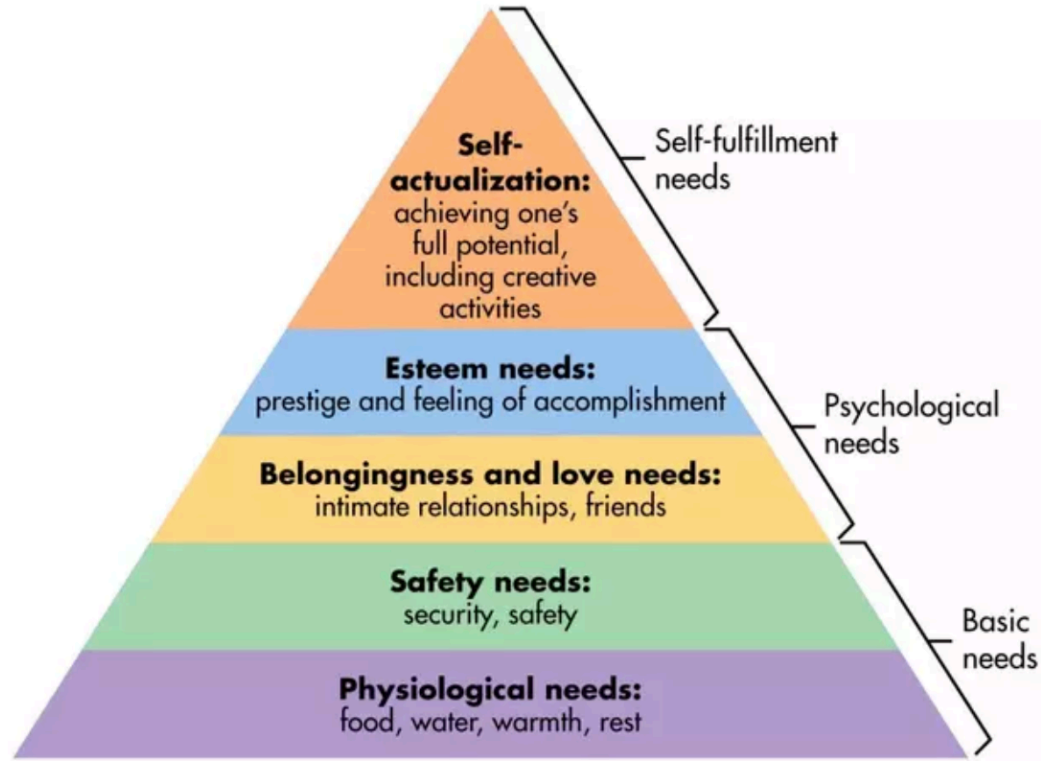 Self-
actualization:
achieving one's
full potential,
including creative
activities
Self-fulfillment
needs
Esteem needs:
prestige and feeling of accomplishment
Psychological
needs
Belongingness and love needs:
intimate relationships, friends
Safety needs:
security, safety
Basic
needs
Physiological needs:
food, water, warmth, rest